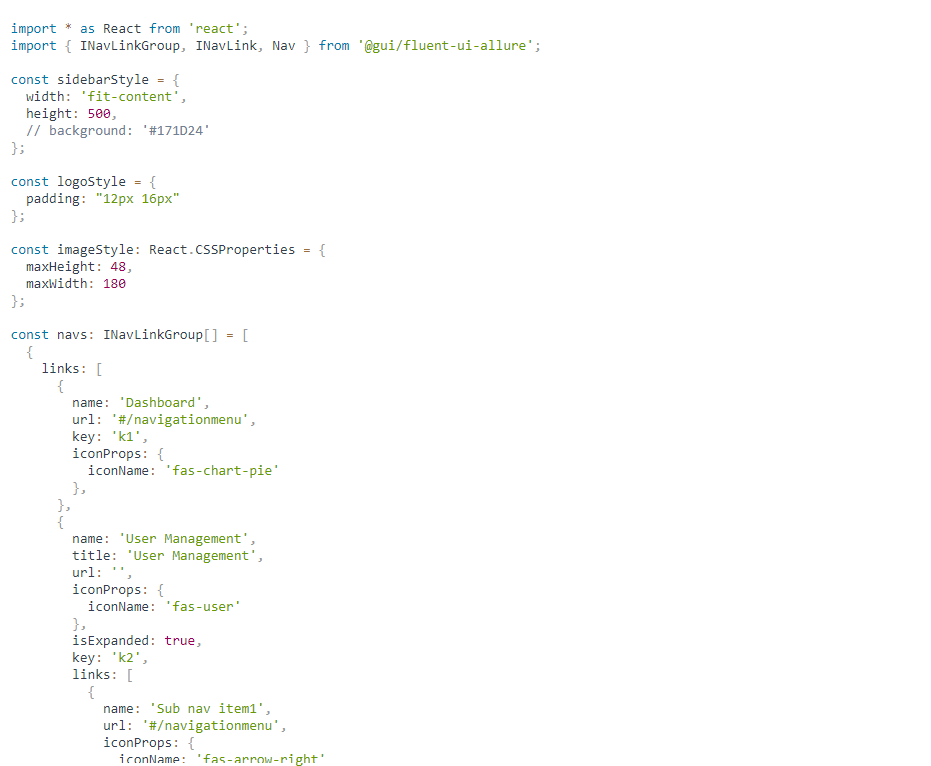 import * as React from 'react';
import { INavLinkGroup, INavLink, Nav } from '@gui/fluent-ui-allure';
const sidebarStyle = {
width: 'fit-content',
height: 500,
// background: '#171D24'
};
const logoStyle = {
padding: "12px 16px"
};
const imageStyle: React.CSSProperties = {
maxHeight: 48,
maxWidth: 180
};
const navs: INavLinkGroup[] = [
{
links: [
{
name: 'Dashboard',
url: '#/navigationmenu',
key: 'k1',
iconProps: {
iconName: 'fas-chart-pie'
},
},
{
name: 'User Management',
title: 'User Management',
url: '',
iconProps: {
iconName: 'fas-user'
},
isExpanded: true,
key: 'k2',
links: [
{
name: 'Sub nav item1',
url: '#/navigationmenu',
iconProps: {
iconName: 'fas-arrow-right'